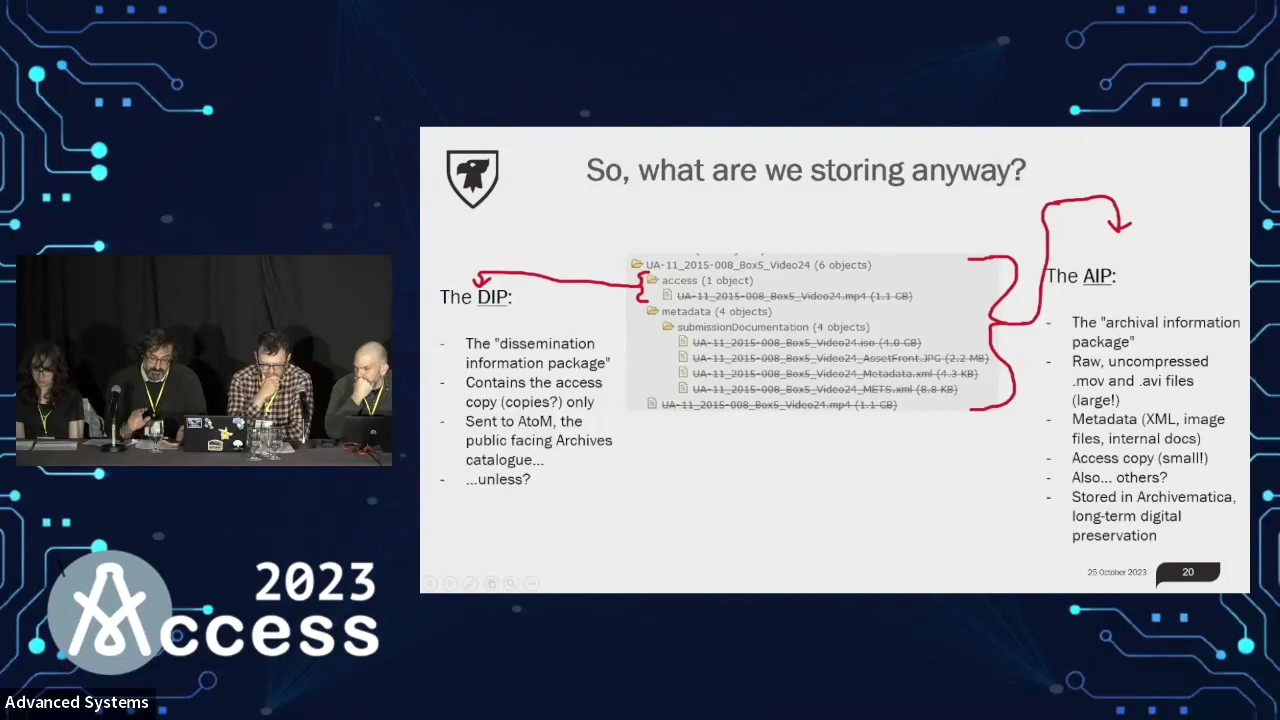 So, what are we storing anyway?
The DIP:
- The "dissemination
information package"
- Contains the access
copy (copies?) only
- Sent to AtoM, the
public facing Archives
catalogue...
- ...unless?
UA-11_2015-008_Box5_Video24 (6 objects)
access (1 object)
UA-11_2015-008_Box5_Video24.mp4 (1.1 GB)
metadata (4 objects)
submissionDocumentation (4 objects)
UA-11_2015-008_Box5_Video24.iso (4.0 GB)
UA-11_2015-008_Box5_Video24_AssetFront.JPG (2.2 MB)
UA-11_2015-008_Box5_Video24_Metadata.xml (4.3 KB)
UA-11_2015-008_Box5_Video24_METS.xml (8.8 KB)
UA-11_2015-008_Box5_Video24.mp4 (1.1 GB)
The AIP:
- The "archival information
package"
- Raw, uncompressed
.mov and .avi files
(large!)
- Metadata (XML, image
files, internal docs)
- Access copy (small!)
- Also... others?
- Stored in Archivematica,
long-term digital
preservation
25 October 2023
20
2023
Access
Advanced Systems